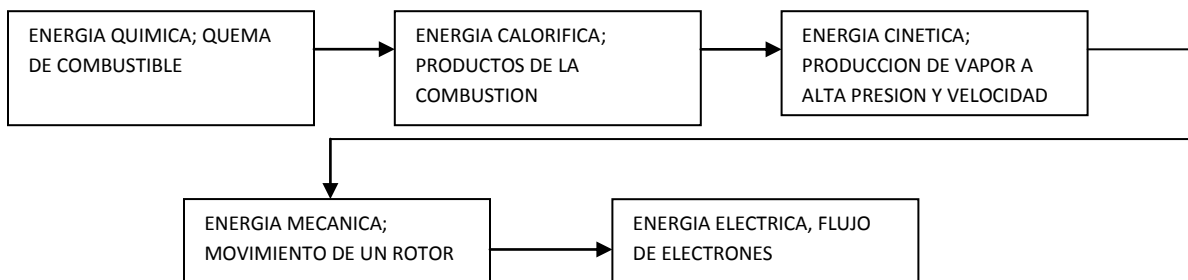 ENERGIA QUIMICA; QUEMA
DE COMBUSTIBLE
ENERGIA CALORIFICA;
PRODUCTOS DE LA
COMBUSTION
ENERGIA CINETICA;
PRODUCCION DE VAPOR A
ALTA PRESION Y VELOCIDAD
ENERGIA MECANICA;
MOVIMIENTO DE UN ROTOR
ENERGIA ELECTRICA, FLUJO
DE ELECTRONES